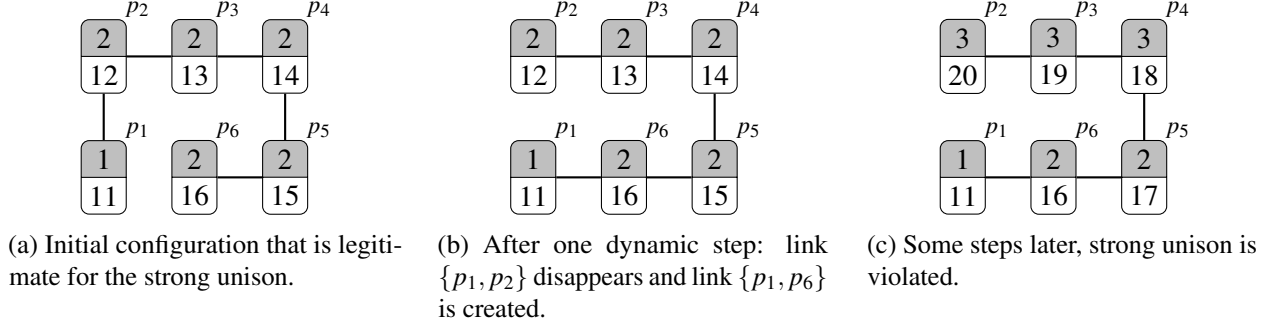 p2 p3 p4
2 2 2
12 13 14
p1 p6 p5
1 2 2
11 16 15
(a) Initial configuration that is legiti-
mate for the strong unison.
p2 p3 p4
2 2 2
12 13 14
p1 p6 p5
1 2 2
11 16 15
(b) After one dynamic step: link
{p1, p2} disappears and link {p1, p6}
is created.
p2 p3 p4
3 3 3
20 19 18
p1 p6 p5
1 2 2
11 16 17
(c) Some steps later, strong unison is
violated.